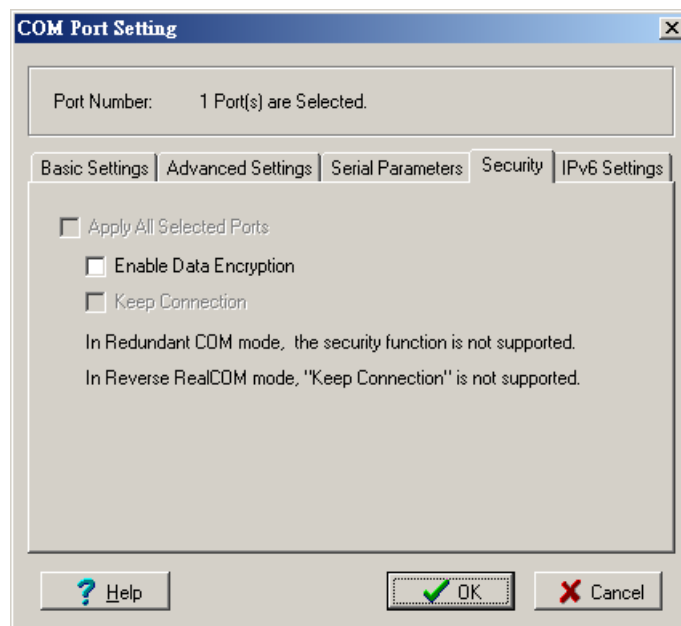 COM Port Setting
Port Number: 1 Port(s) are Selected.
Basic Settings Advanced Settings Serial Parameters Security IPv6 Settings
Apply All Selected Ports
Enable Data Encryption
Keep Connection
In Redundant COM mode, the security function is not supported.
In Reverse RealCOM mode, "Keep Connection" is not supported.
Help OK Cancel